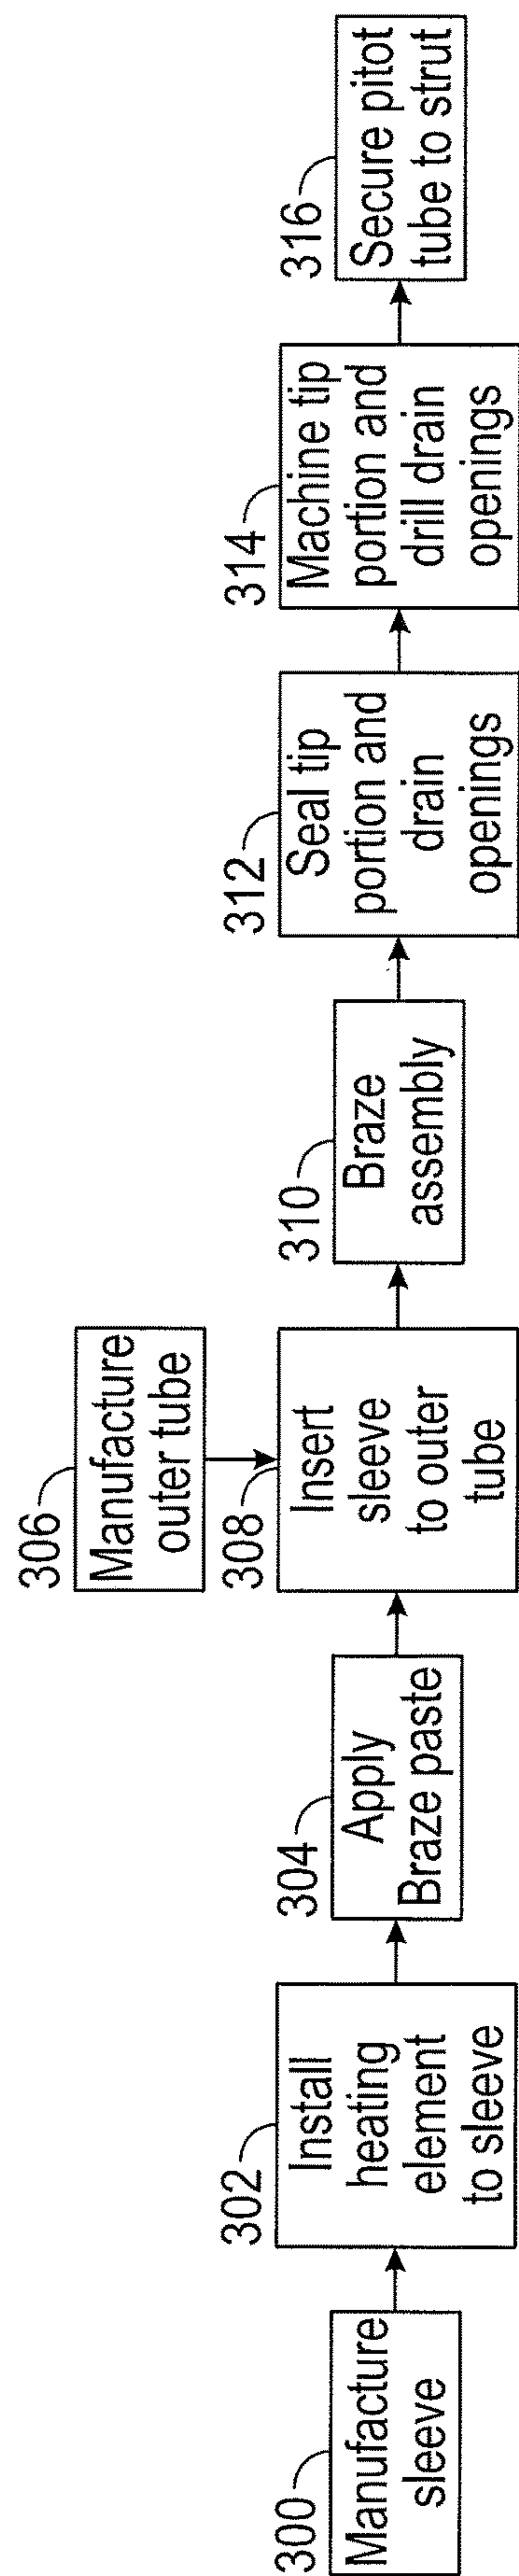 300
Manufacture
sleeve
302
Install
heating
element
to sleeve
304
Apply
Braze paste
306
Manufacture
outer tube
308
Insert
sleeve
to outer
tube
310
Braze
assembly
312
Seal tip
portion and
drain
openings
314
Machine tip
portion and
drill drain
openings
316
Secure pitot
tube to strut